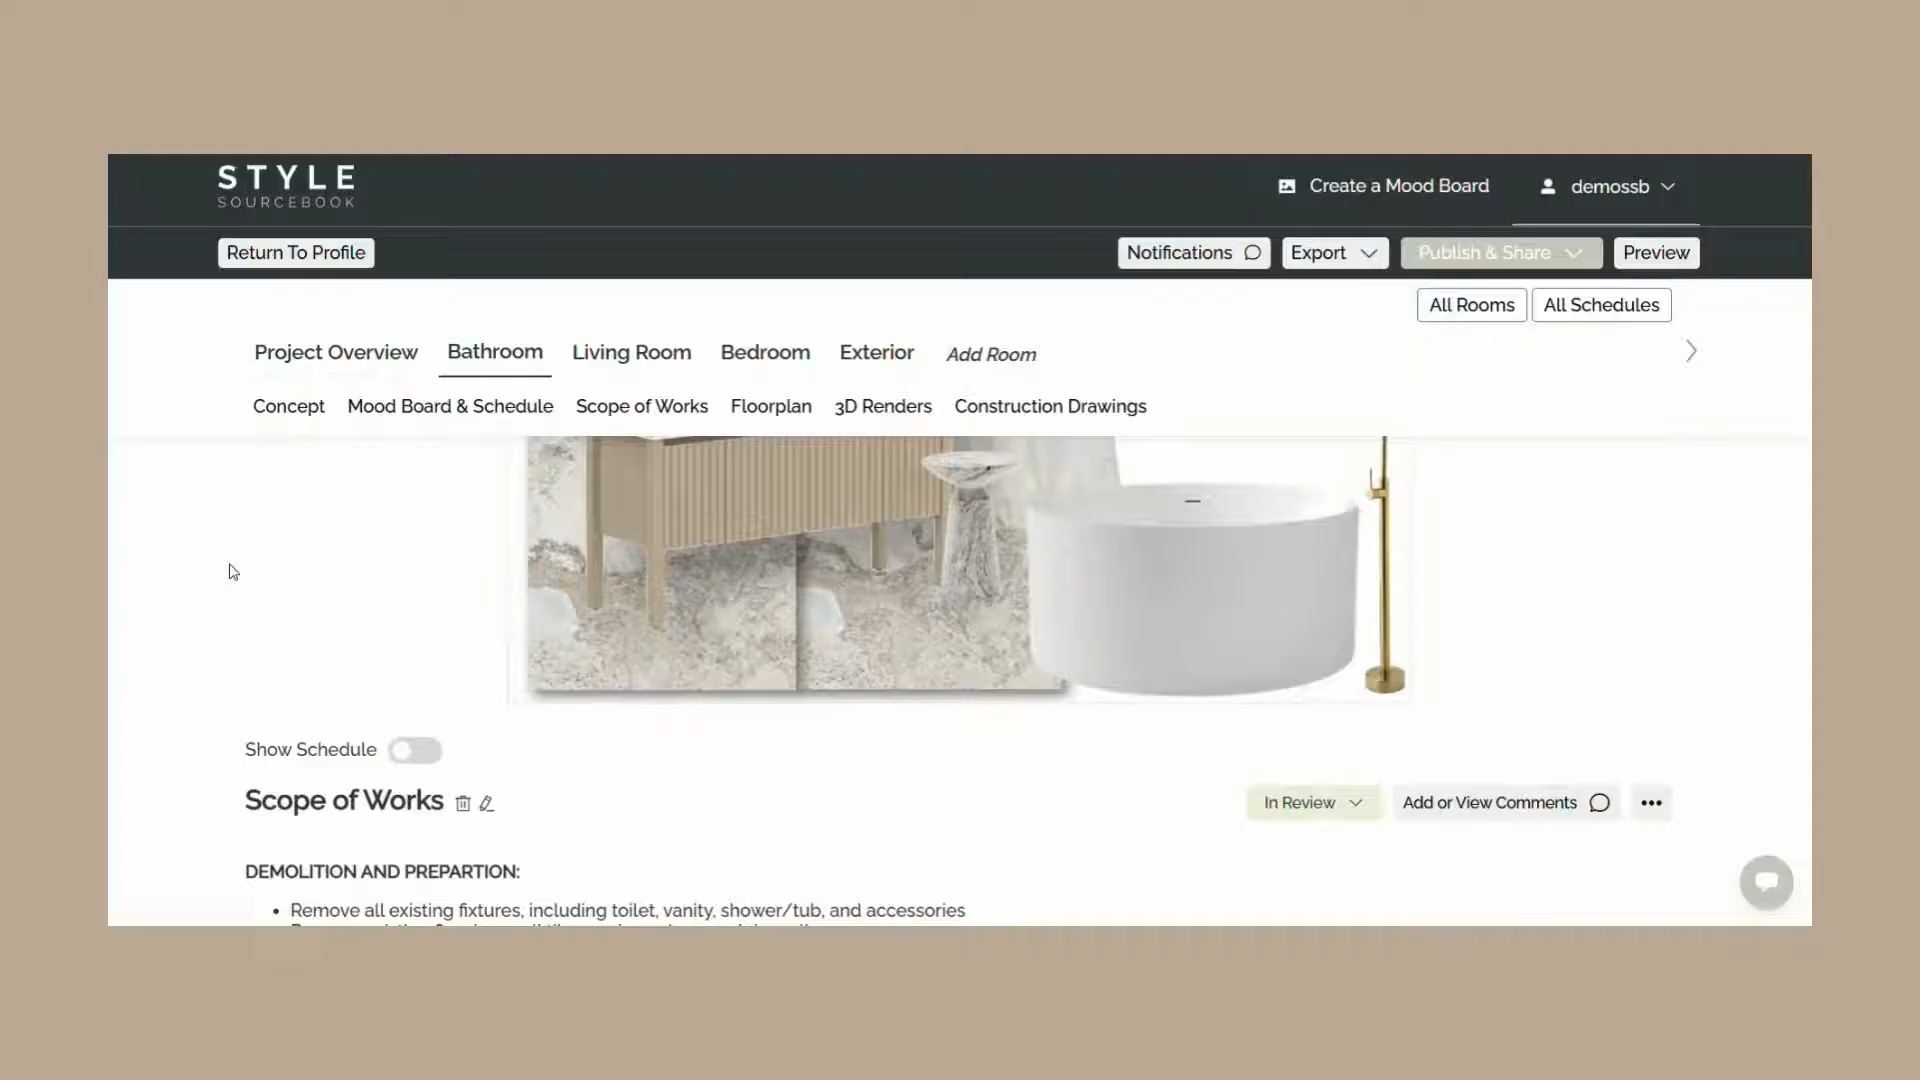 STYLE
SOURCEBOOK
Create a Mood Board
demossb
Return To Profile
Notifications
Export
Publish & Share
Preview
All Rooms
All Schedules
Project Overview
Bathroom
Living Room
Bedroom
Exterior
Add Room
Concept
Mood Board & Schedule
Scope of Works
Floorplan
3D Renders
Construction Drawings
Show Schedule
Scope of Works
In Review
Add or View Comments
DEMOLITION AND PREPARTION:
• Remove all existing fixtures, including toilet, vanity, shower/tub, and accessories